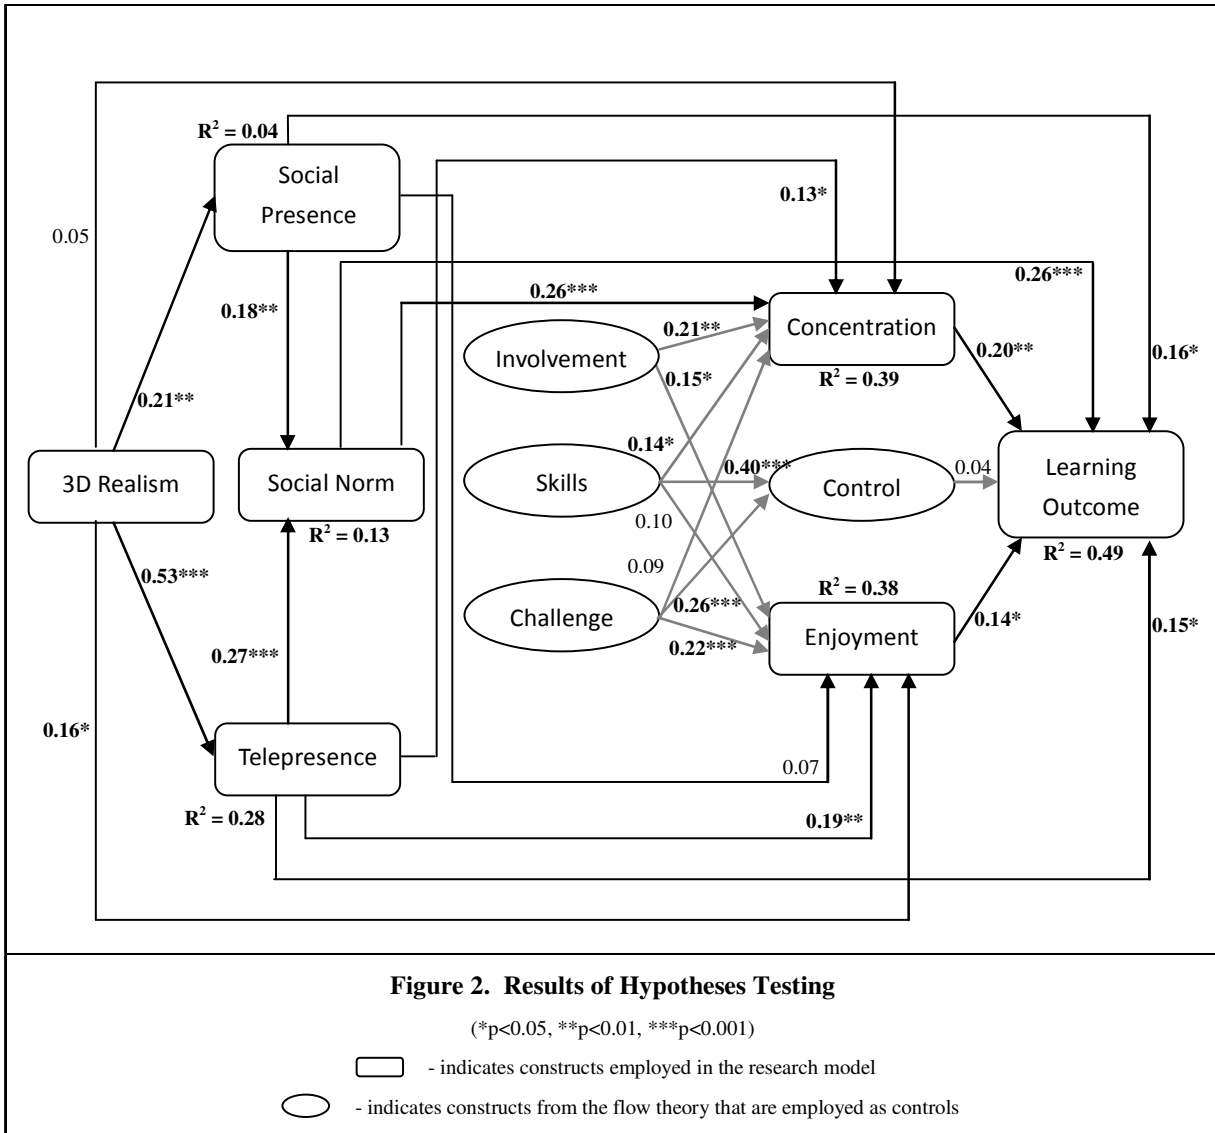 R² = 0.04
Social
Presence
0.13*
0.05
0.26***
0.26***
0.18**
Concentration
0.21**
Involvement
0.20**
0.16*
0.15*
R² = 0.39
0.21**
0.14*
0.40***
0.04
Learning
Outcome
3D Realism
Social Norm
Skills
Control
0.10
R² = 0.13
R² = 0.49
0.09
0.53***
R² = 0.38
0.26***
Challenge
Enjoyment
0.14*
0.15*
0.22***
0.27***
0.16*
Telepresence
0.07
R² = 0.28
0.19**
Figure 2. Results of Hypotheses Testing
(*p<0.05, **p<0.01, ***p<0.001)
- indicates constructs employed in the research model
- indicates constructs from the flow theory that are employed as controls